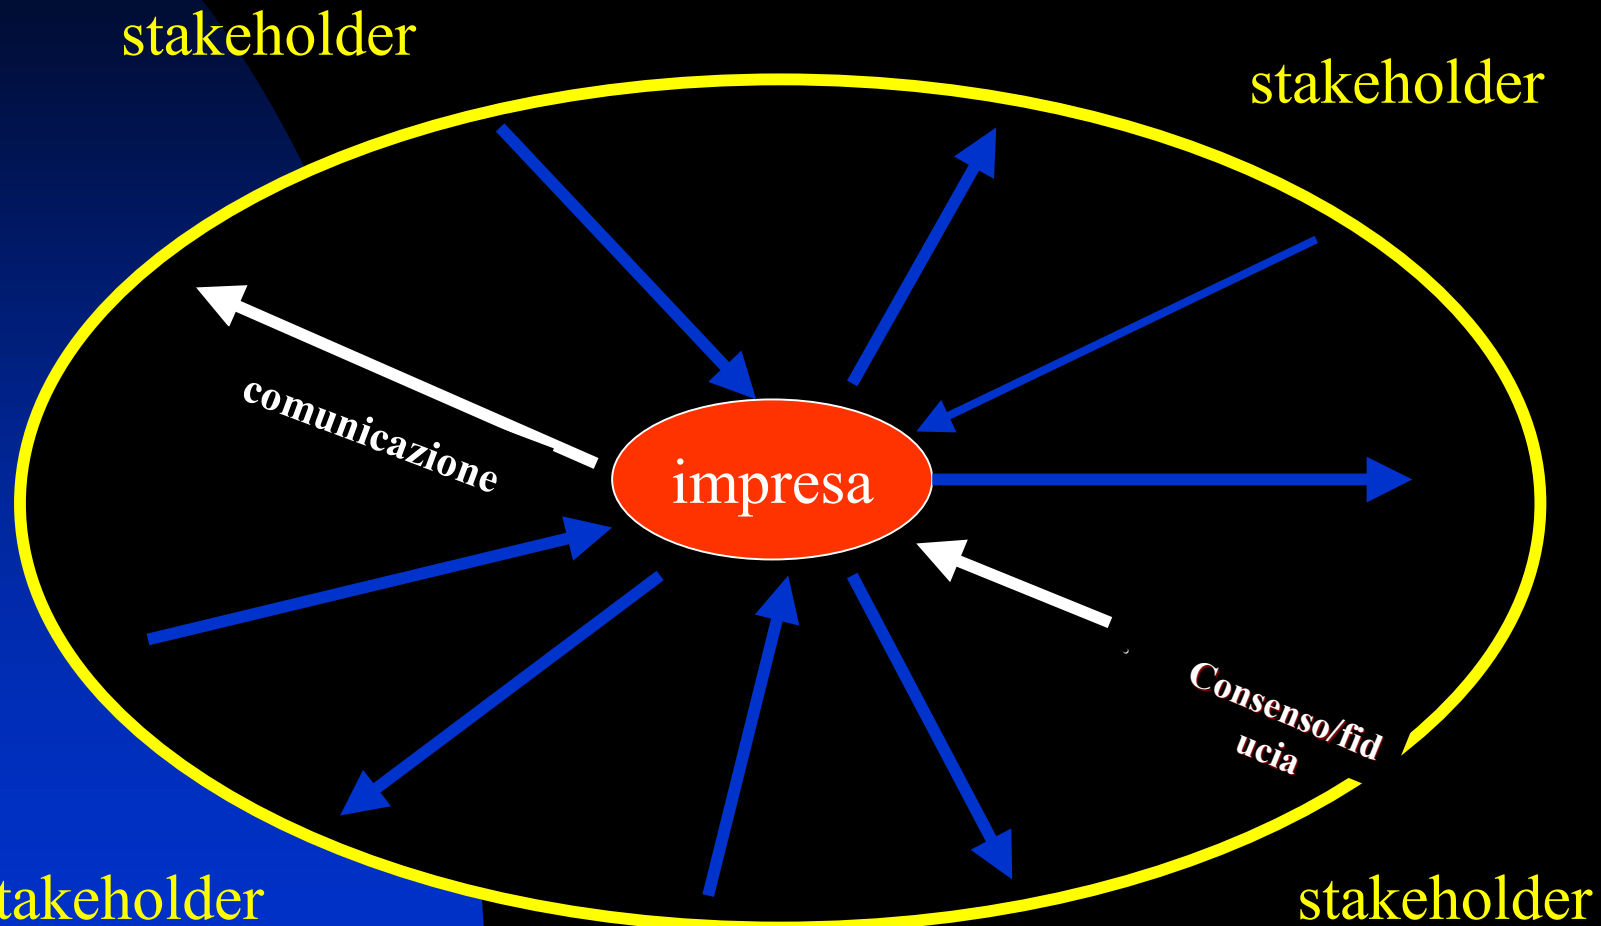 stakeholder
stakeholder
comunicazione
impresa
Consenso/fid
ucia
takeholder
stakeholder